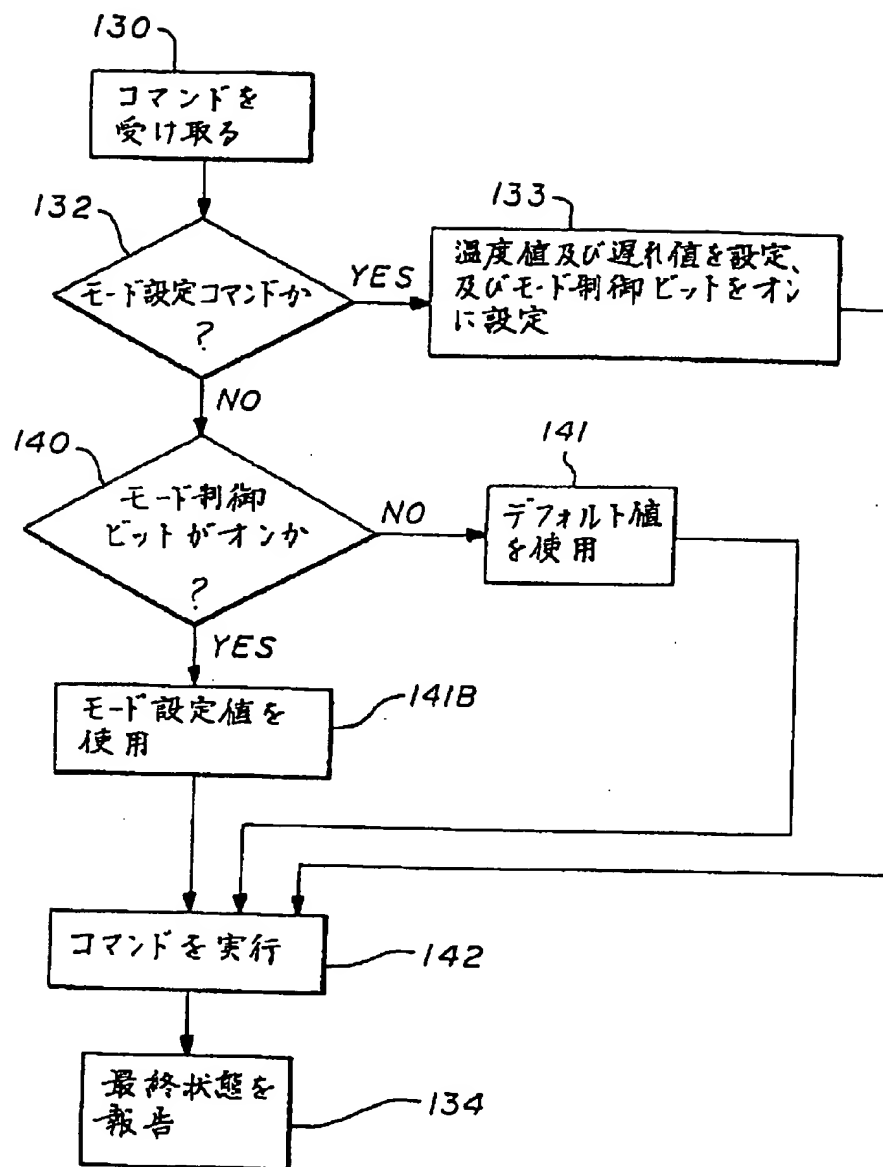 130
コマンドを
受け取る
132
モード設定コマンドか
?
YES
133
温度値及び遅れ値を設定、
及びモード制御ビットをオン
に設定
NO
140
モード制御
ビットがオンか
?
NO
141
デフォルト値
を使用
YES
モード設定値を
使用
141B
コマンドを実行
142
最終状態を
報告
134